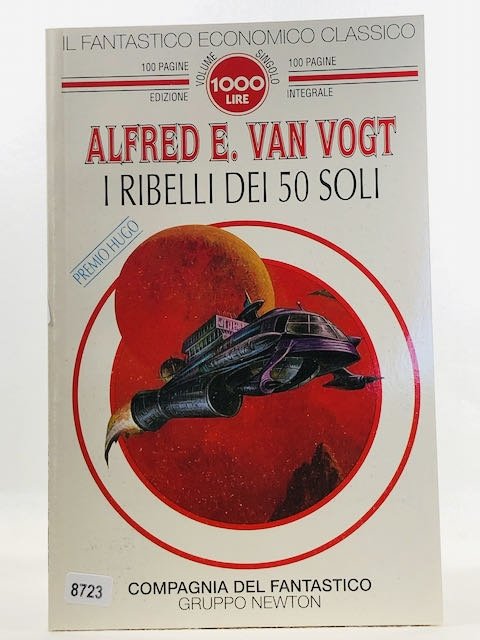 IL FANTASTICO ECONOMICO CLASSICO
100 PAGINE
VOLUME SINGOLO
100 PAGINE
1000
LIRE
EDIZIONE
INTEGRALE
ALFRED E. VAN VOGT
I RIBELLI DEI 50 SOLI
PREMIO HUGO
8723
COMPAGNIA DEL FANTASTICO
GRUPPO NEWTON